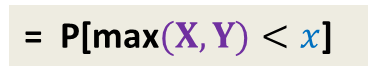 = P[max(X, Y) < x]